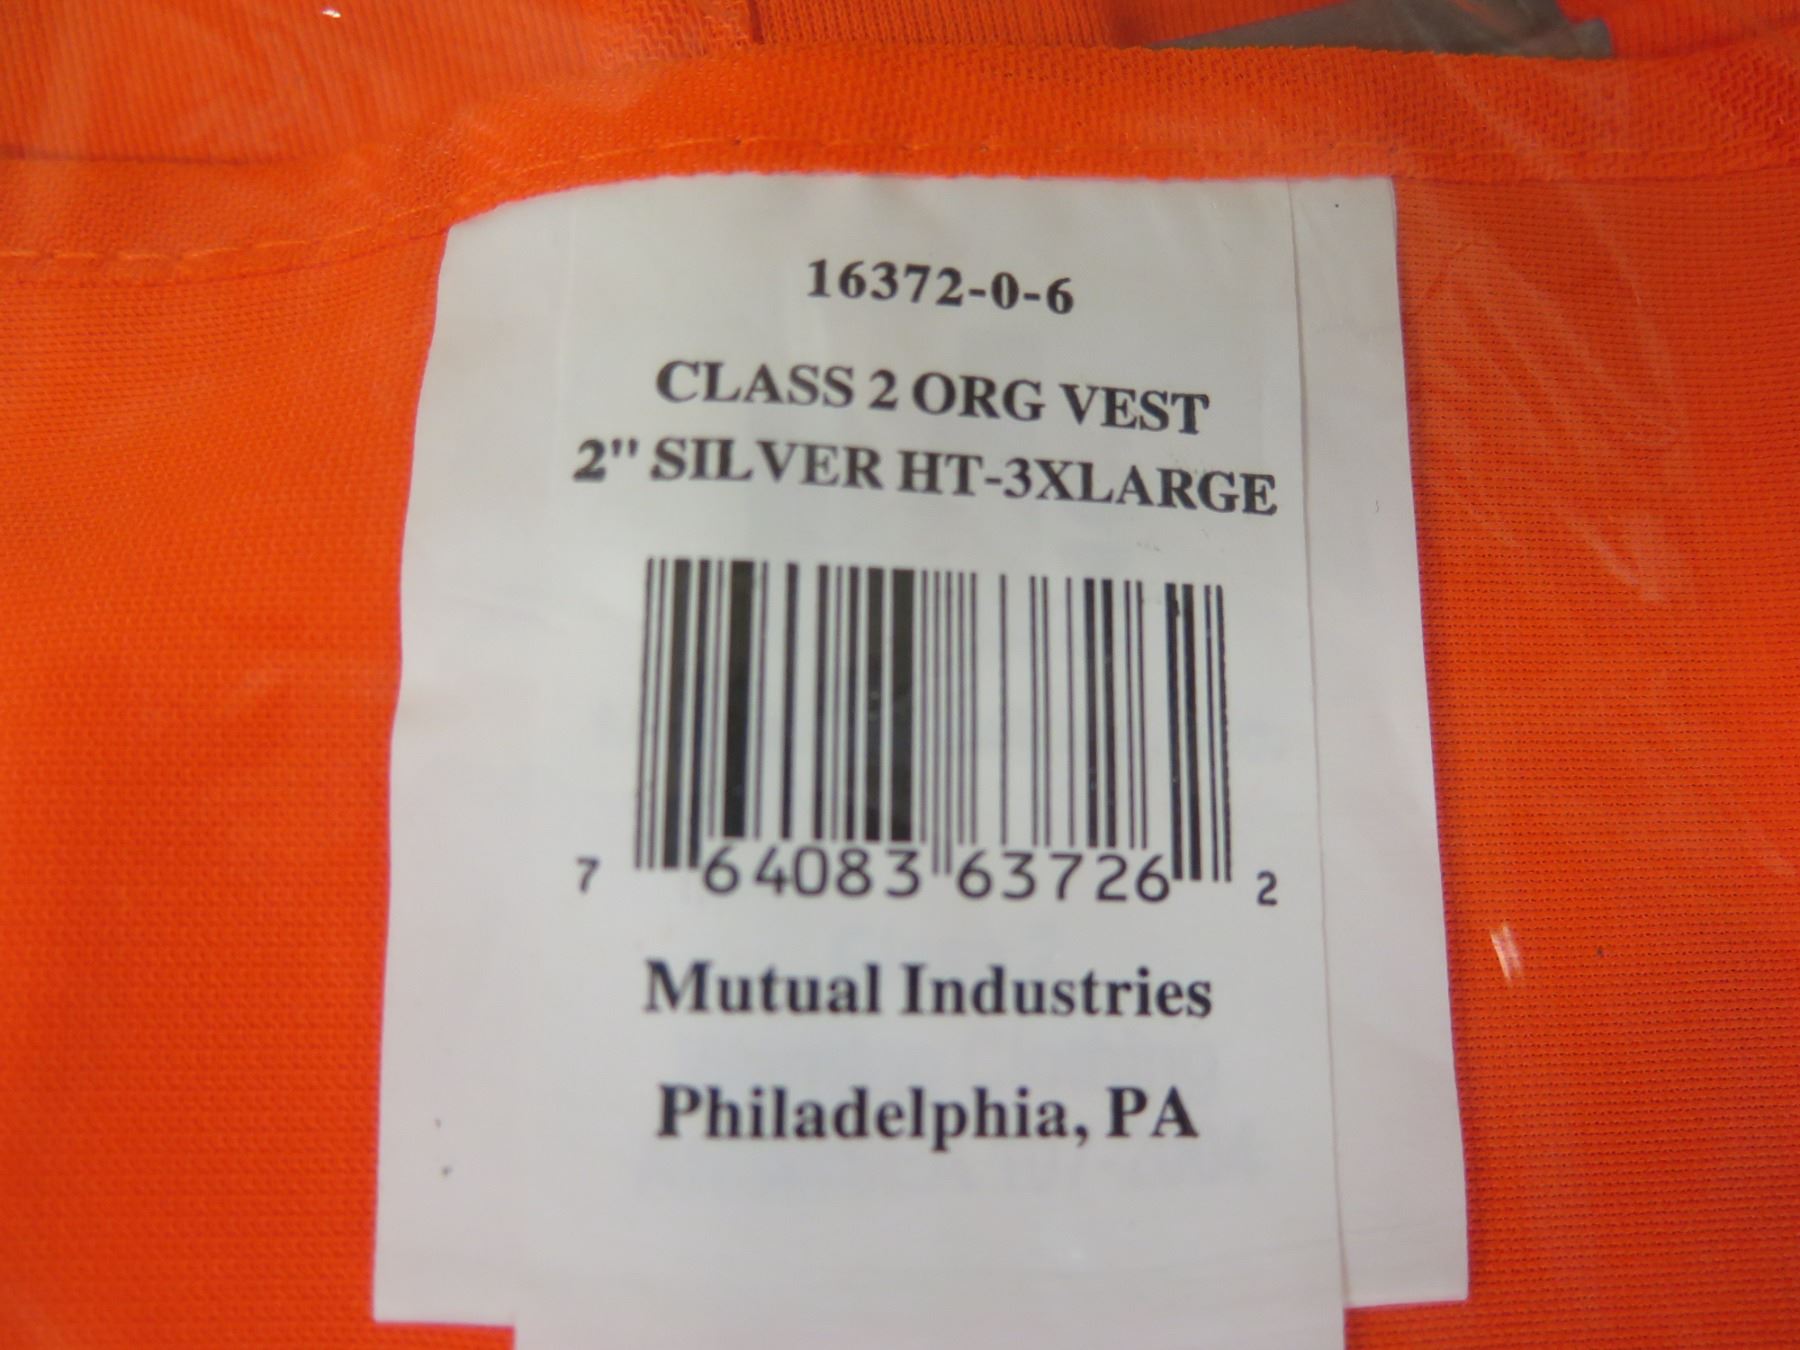 16372-0-6
CLASS 2 ORG VEST
2" SILVER HT-3XLARGE
7 64083 63726 2
Mutual Industries
Philadelphia, PA